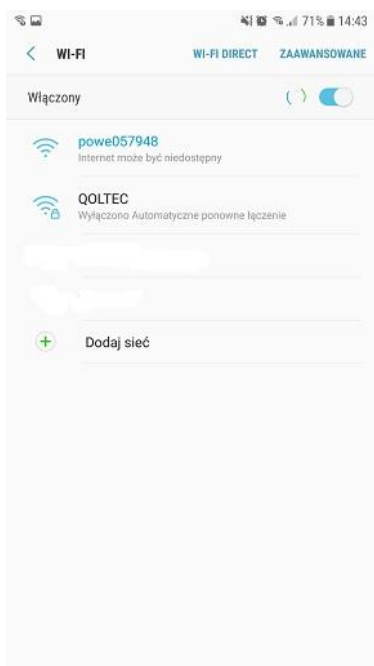 71% 14:43
WI-FI WI-FI DIRECT ZAAWANSOWANE
Włączony
powe057948
Internet może być niedostępny
QOLTEC
Wyłączono Automatyczne ponowne łączenie
Dodaj sieć